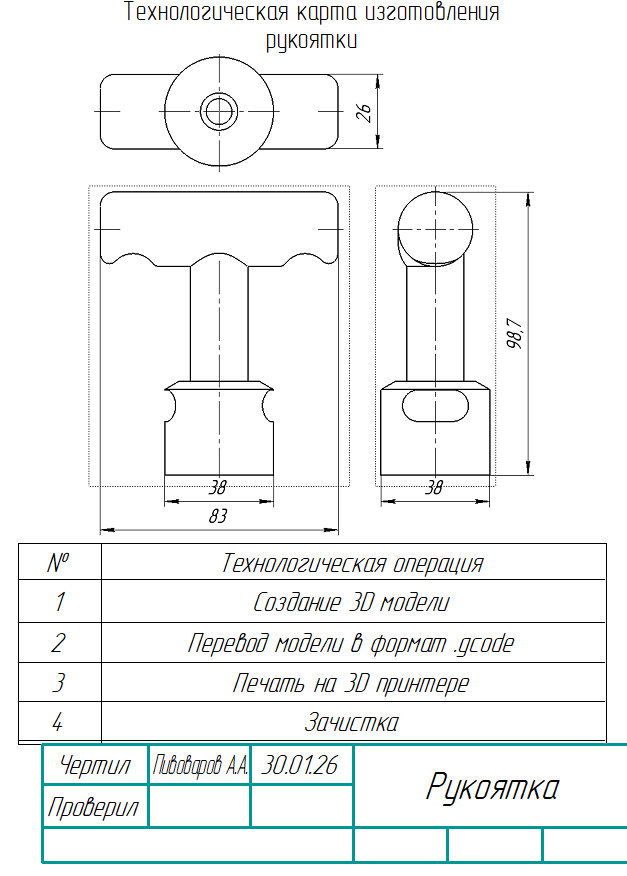 Технологическая карта изготовления
рукоятки
26
98,7
38
38
83
№ Технологическая операция
1 Создание 3D модели
2 Перевод модели в формат .gcode
3 Печать на 3D принтере
4 Зачистка
Чертил Пивоваров А.А. 30.01.26
Рукоятка
Проверил